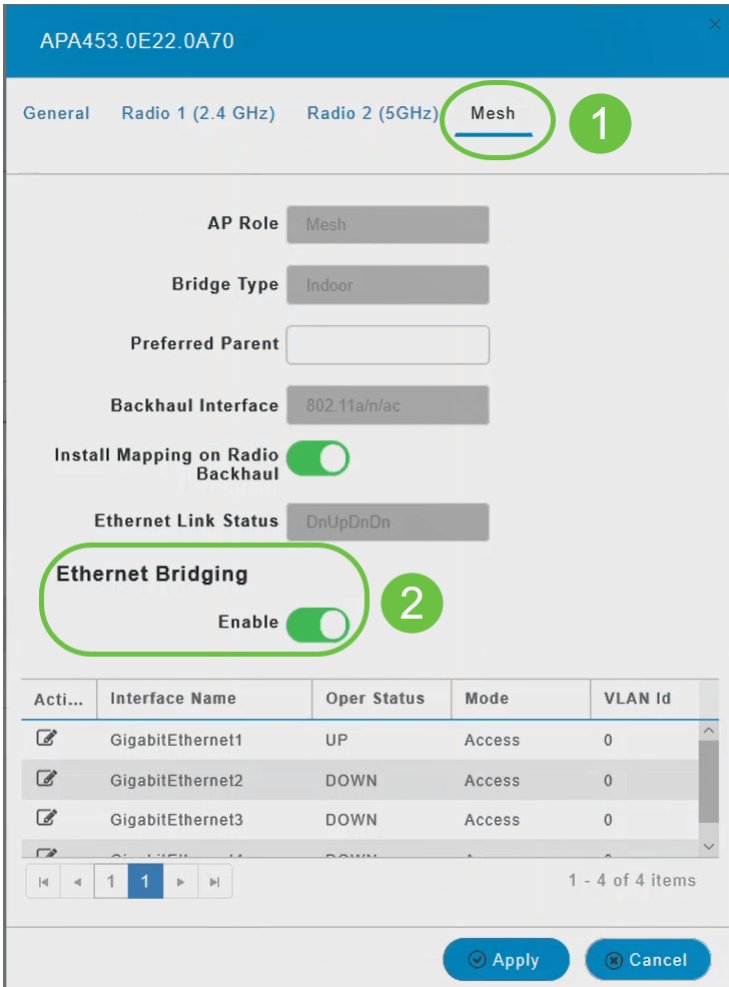 APA453.0E22.0A70
General Radio 1 (2.4 GHz) Radio 2 (5GHz) Mesh 1
AP Role Mesh
Bridge Type Indoor
Preferred Parent
Backhaul Interface 802.11a/n/ac
Install Mapping on Radio
Backhaul
Ethernet Link Status DnUpDnDn
Ethernet Bridging
Enable 2
Acti... Interface Name Oper Status Mode VLAN Id
GigabitEthernet1 UP Access 0
GigabitEthernet2 DOWN Access 0
GigabitEthernet3 DOWN Access 0
1 1 1 - 4 of 4 items
Apply Cancel